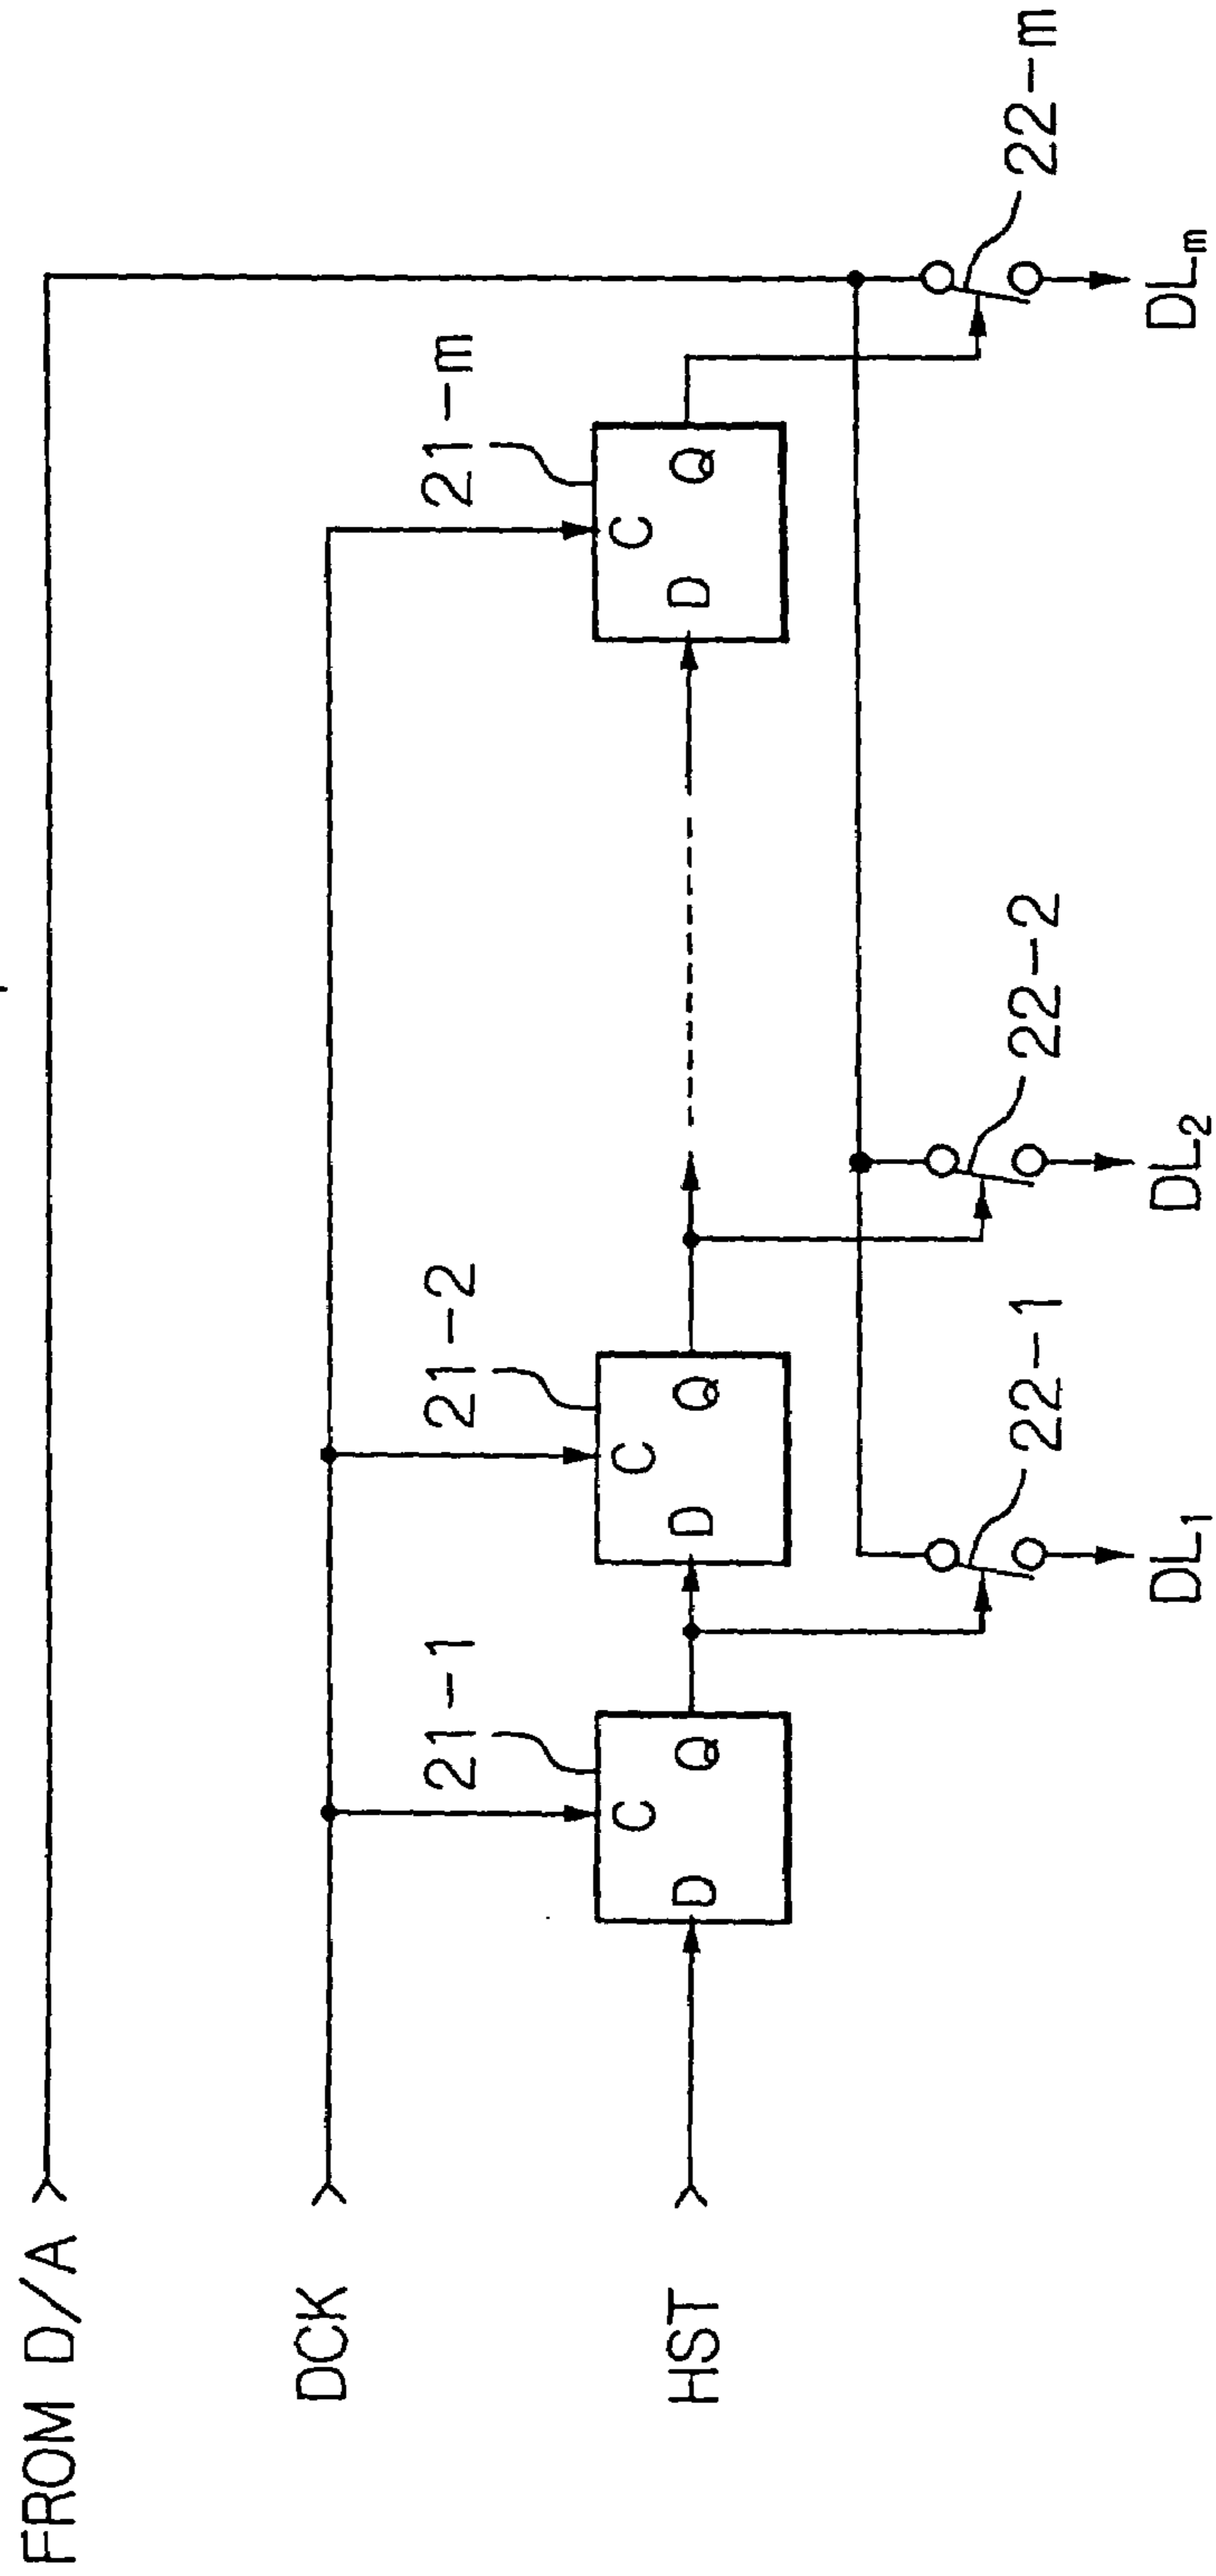 FROM D/A
DCK
HST
21-1
21-2
21-m
D C Q
D C Q
D C Q
22-1
22-2
22-m
DL1
DL2
DLm